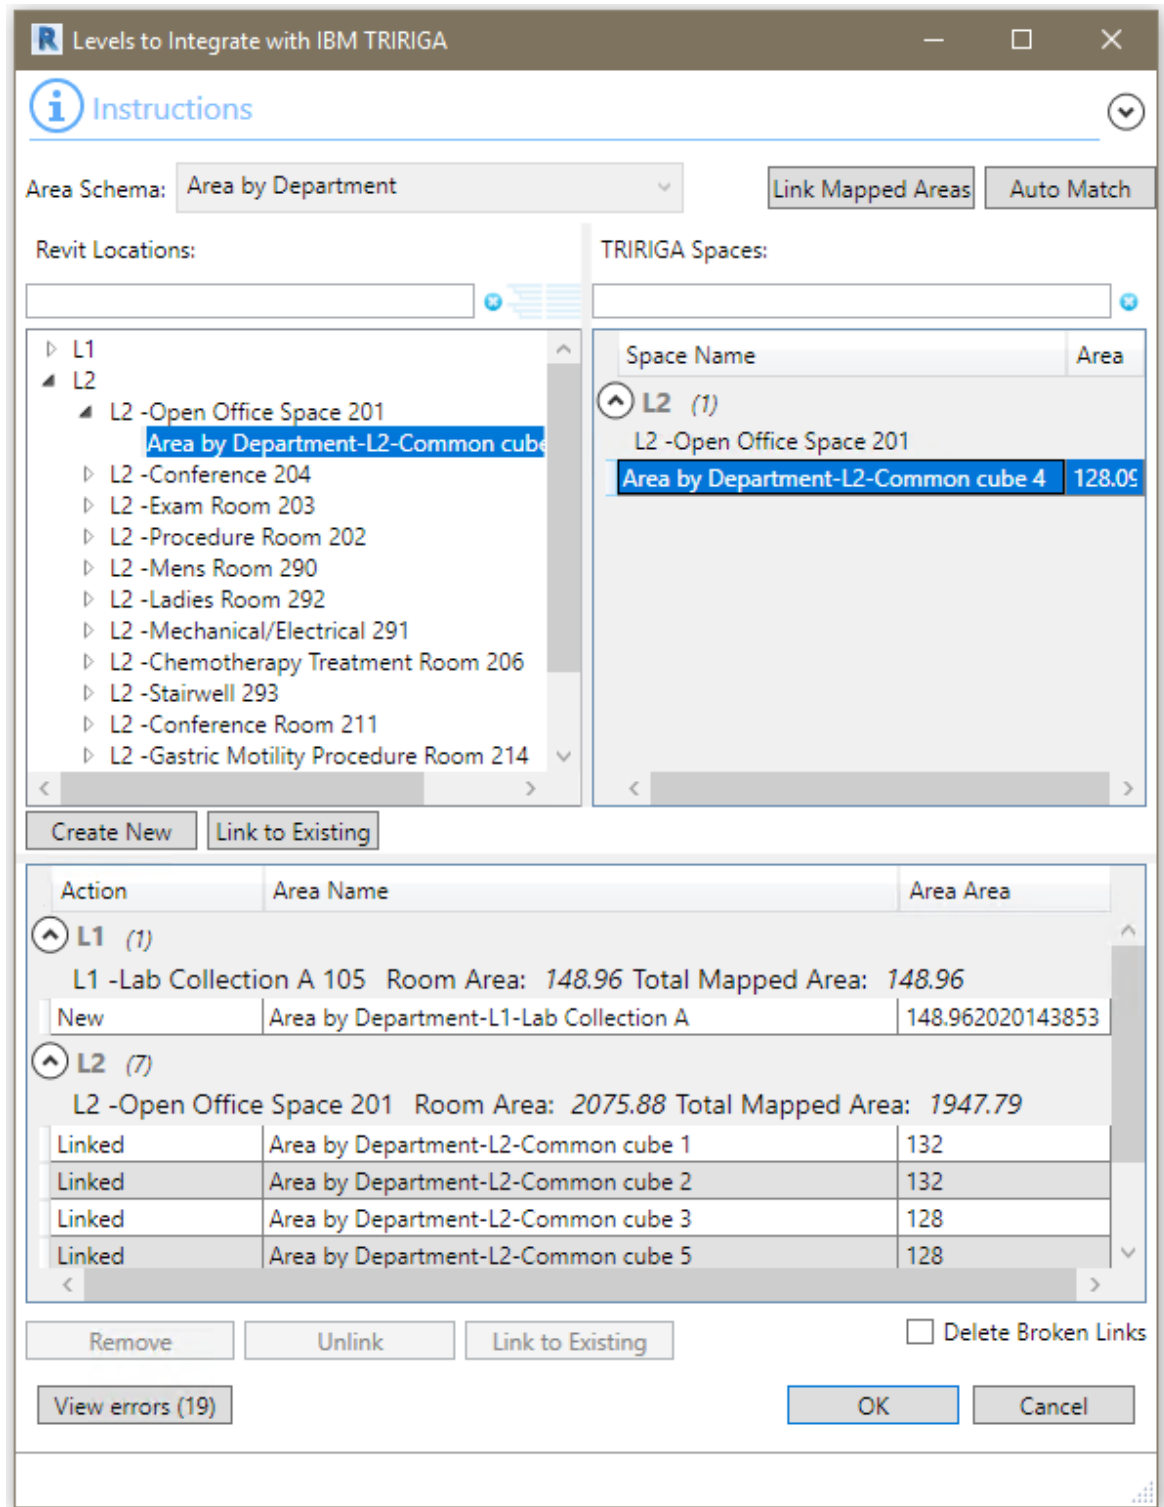 Levels to Integrate with IBM TRIRIGA
Instructions
Area Schema: Area by Department Link Mapped Areas Auto Match
Revit Locations: TRIRIGA Spaces:
L1
L2
L2 -Open Office Space 201
Area by Department-L2-Common cube
L2 -Conference 204
L2 -Exam Room 203
L2 -Procedure Room 202
L2 -Mens Room 290
L2 -Ladies Room 292
L2 -Mechanical/Electrical 291
L2 -Chemotherapy Treatment Room 206
L2 -Stairwell 293
L2 -Conference Room 211
L2 -Gastric Motility Procedure Room 214
Space Name Area
L2 (1)
L2 -Open Office Space 201
Area by Department-L2-Common cube 4 128.09
Create New Link to Existing
Action Area Name Area Area
L1 (1)
L1 -Lab Collection A 105 Room Area: 148.96 Total Mapped Area: 148.96
New Area by Department-L1-Lab Collection A 148.962020143853
L2 (7)
L2 -Open Office Space 201 Room Area: 2075.88 Total Mapped Area: 1947.79
Linked Area by Department-L2-Common cube 1 132
Linked Area by Department-L2-Common cube 2 132
Linked Area by Department-L2-Common cube 3 128
Linked Area by Department-L2-Common cube 5 128
Remove Unlink Link to Existing Delete Broken Links
View errors (19) OK Cancel